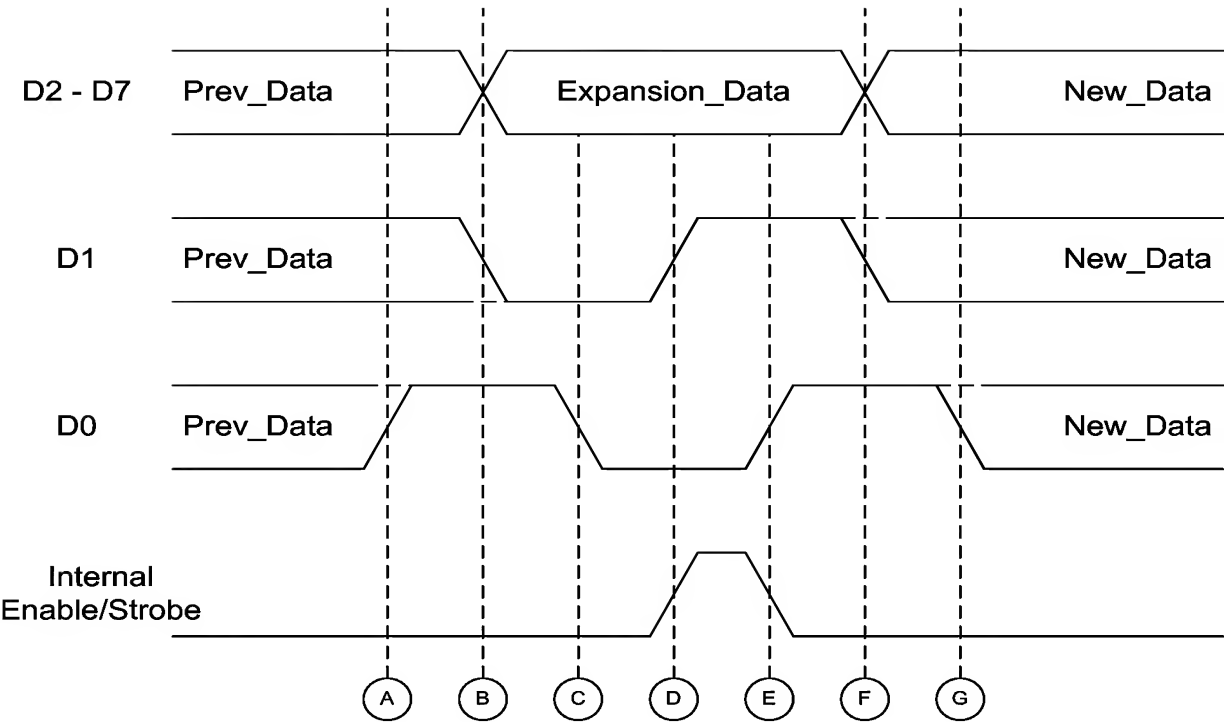 D2 - D7 Prev_Data Expansion_Data New_Data
D1 Prev_Data New_Data
D0 Prev_Data New_Data
Internal
Enable/Strobe
A B C D E F G